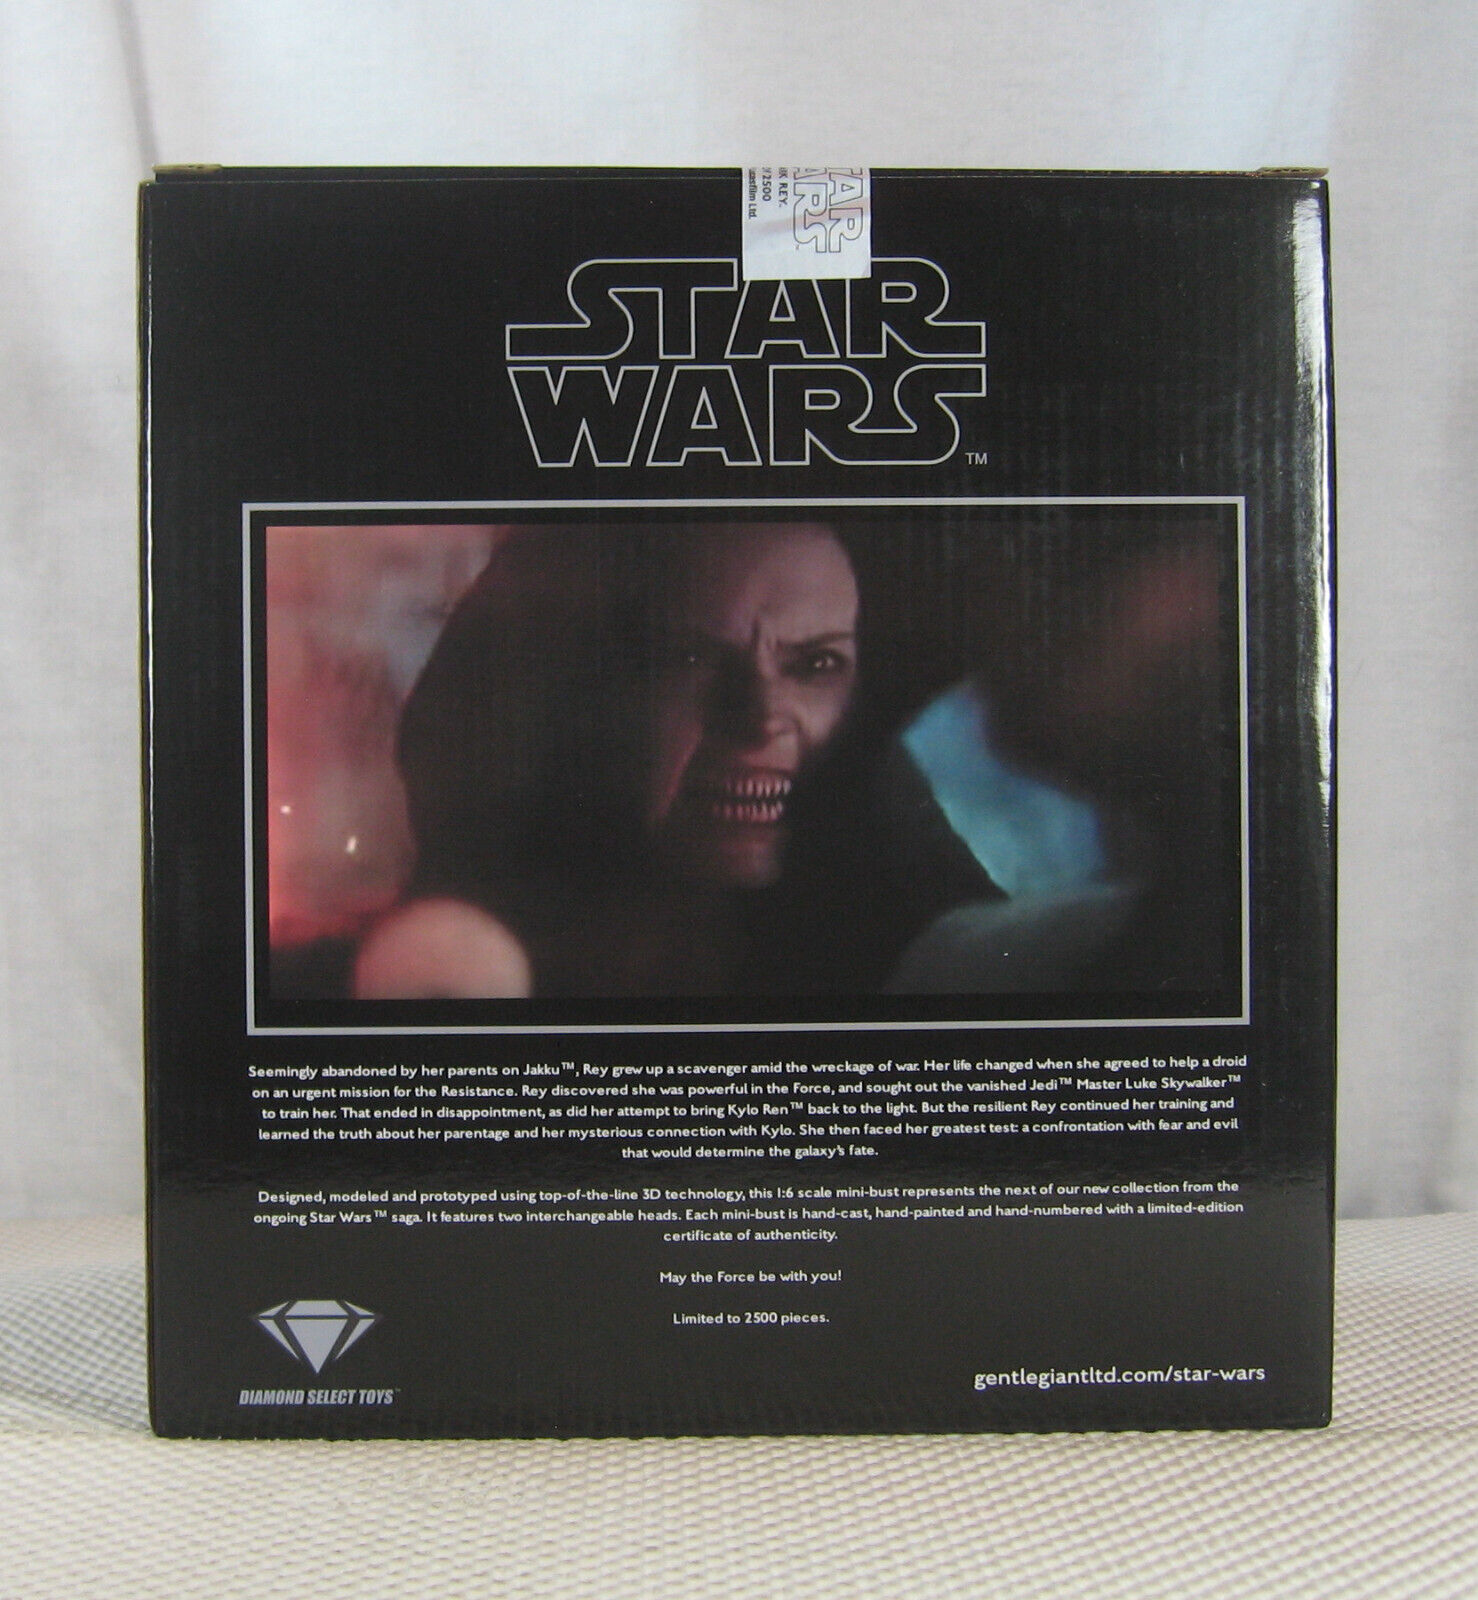 REY.
/2500
Ltd.
STAR
WARS
STAR
WARS™
Seemingly abandoned by her parents on Jakku™, Rey grew up a scavenger amid the wreckage of war. Her life changed when she agreed to help a droid
on an urgent mission for the Resistance. Rey discovered she was powerful in the Force, and sought out the vanished Jedi™ Master Luke Skywalker™
to train her. That ended in disappointment, as did her attempt to bring Kylo Ren™ back to the light. But the resilient Rey continued her training and
learned the truth about her parentage and her mysterious connection with Kylo. She then faced her greatest test: a confrontation with fear and evil
that would determine the galaxy's fate.
Designed, modeled and prototyped using top-of-the-line 3D technology, this 1:6 scale mini-bust represents the next of our new collection from the
ongoing Star Wars™ saga. It features two interchangeable heads. Each mini-bust is hand-cast, hand-painted and hand-numbered with a limited-edition
certificate of authenticity.
May the Force be with you!
Limited to 2500 pieces.
DIAMOND SELECT TOYS™
gentlegiantltd.com/star-wars